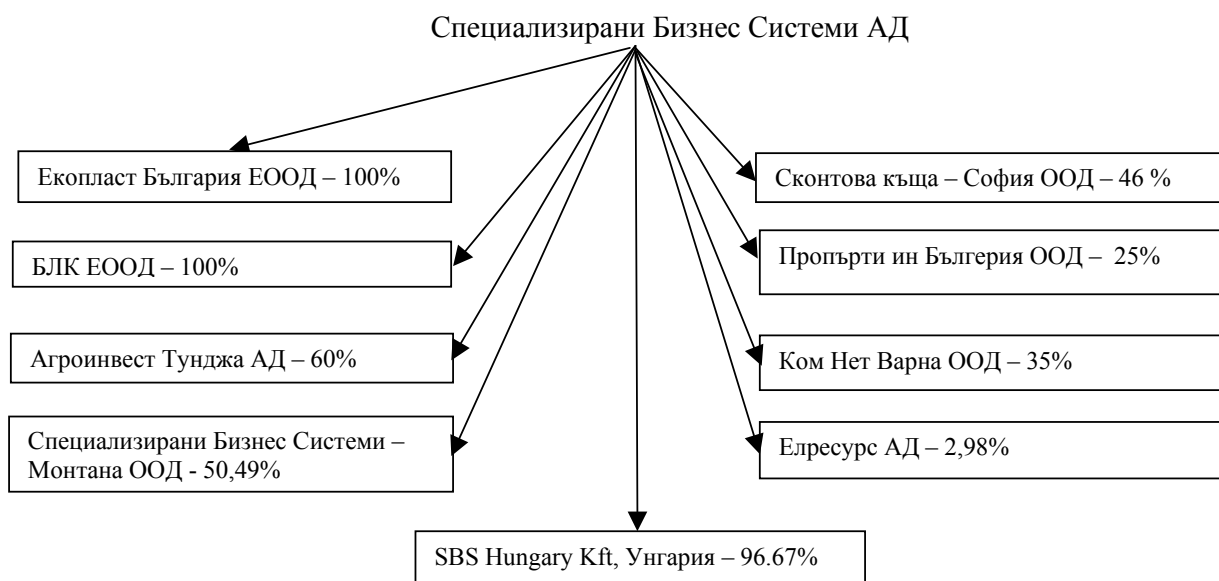 Специализирани Бизнес Системи АД
Екопласт България ЕООД – 100%
Сконтова къща – София ООД – 46 %
БЛК ЕООД – 100%
Пропърти ин Бългерия ООД –  25%
Агроинвест Тунджа АД – 60%
Ком Нет Варна ООД – 35%
Специализирани Бизнес Системи –
Монтана ООД - 50,49%
Елресурс АД – 2,98%
SBS Hungary Kft, Унгария – 96.67%